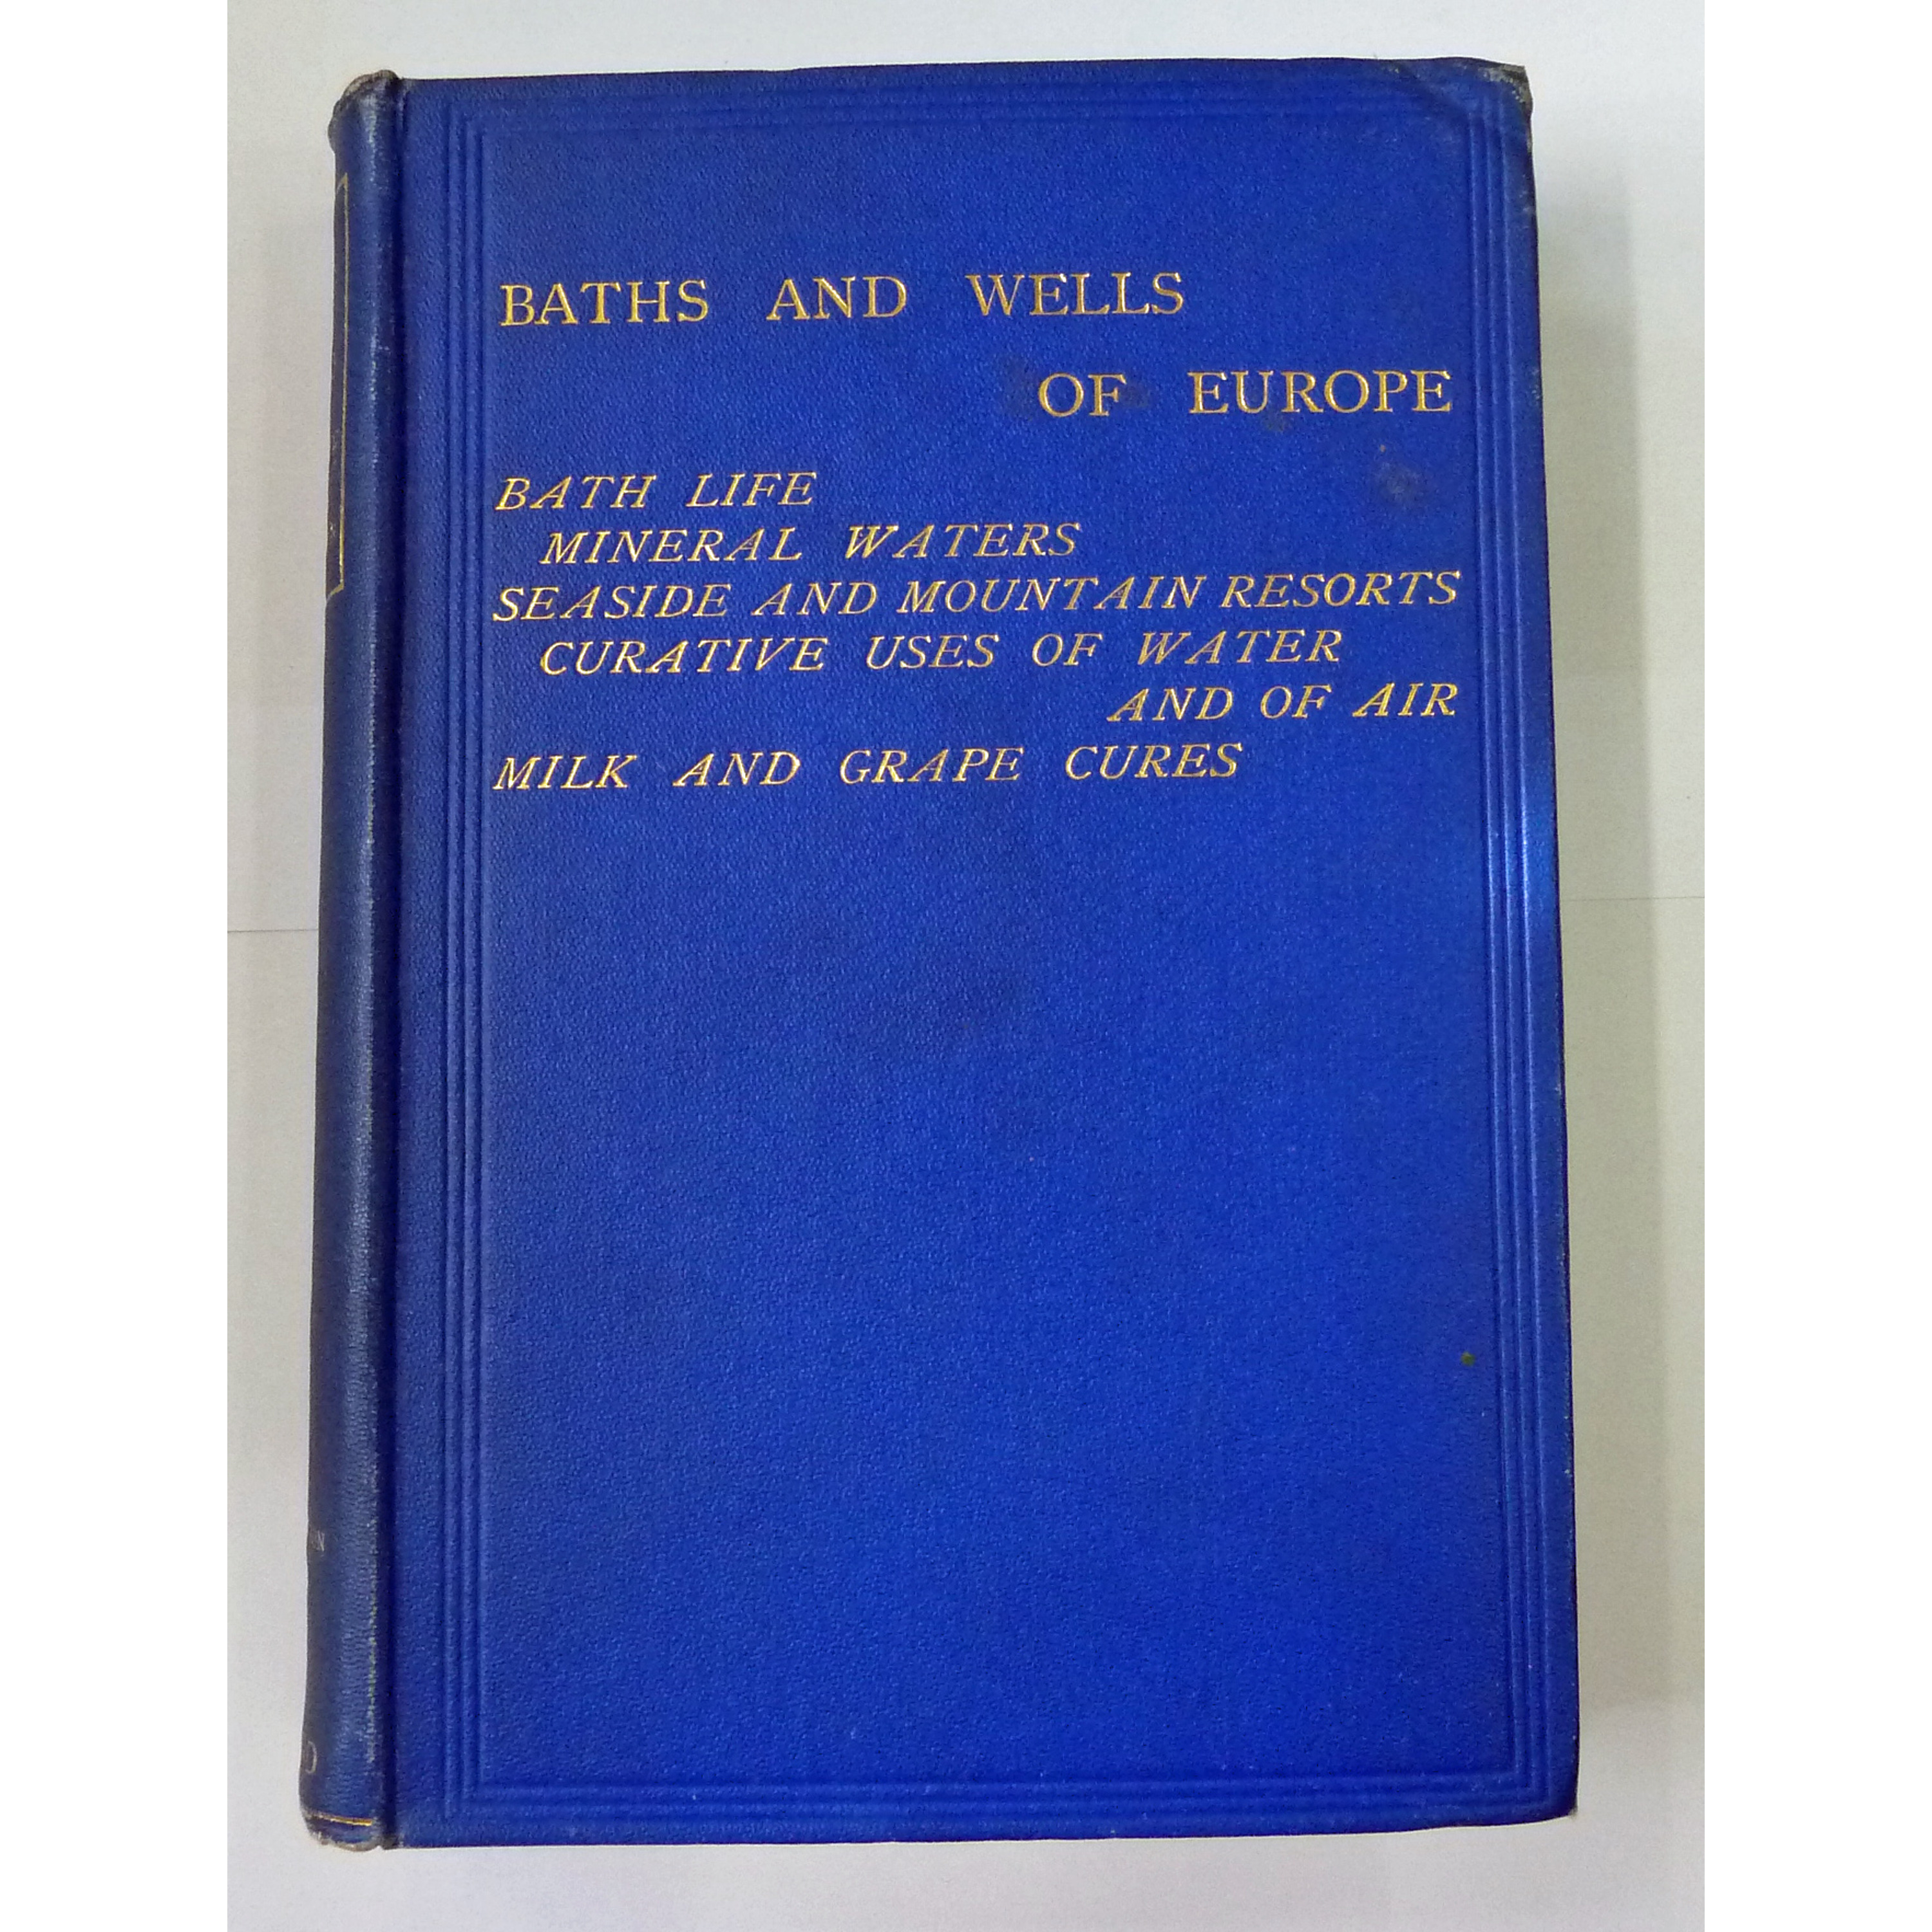 BATHS AND WELLS
OF EUROPE
BATH LIFE
MINERAL WATERS
SEASIDE AND MOUNTAIN RESORTS
CURATIVE USES OF WATER
AND OF AIR
MILK AND GRAPE CURES